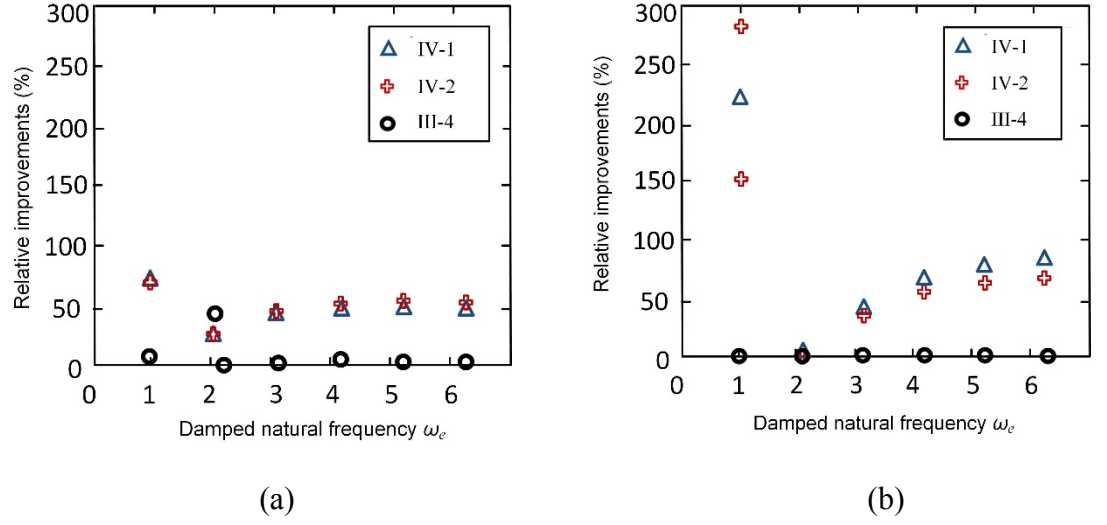 300
250
200
150
100
50
0
Relative improvements (%)
IV-1
IV-2
III-4
0 1 2 3 4 5 6
Damped natural frequency ωe
(a)
300
250
200
150
100
50
0
Relative improvements (%)
IV-1
IV-2
III-4
0 1 2 3 4 5 6
Damped natural frequency ωe
(b)